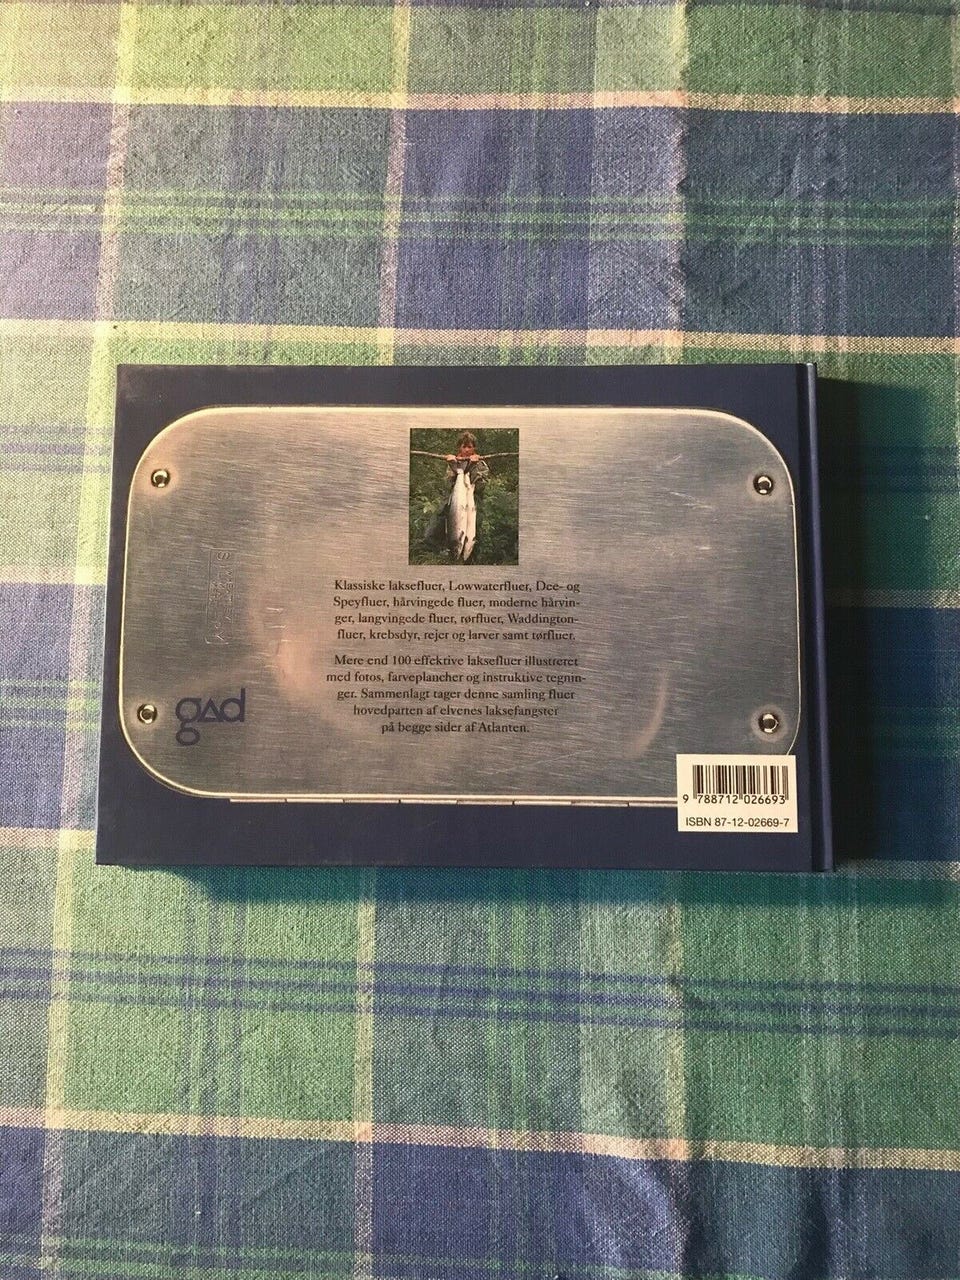 Klassiske laksefluer, Lowwaterfluer, Dee- og
Speyfluer, hårvingede fluer, moderne hårvin-
ger, langvingede fluer, rørfluer, Waddington-
fluer, krebsdyr, rejer og larver samt tørfluer.
Mere end 100 effektive laksefluer illustreret
med fotos, farveplancher og instruktive tegnin-
ger. Sammenlagt tager denne samling fluer
hovedparten af elvenes laksefangster
på begge sider af Atlanten.
gad
9 788712 026693
ISBN 87-12-02669-7